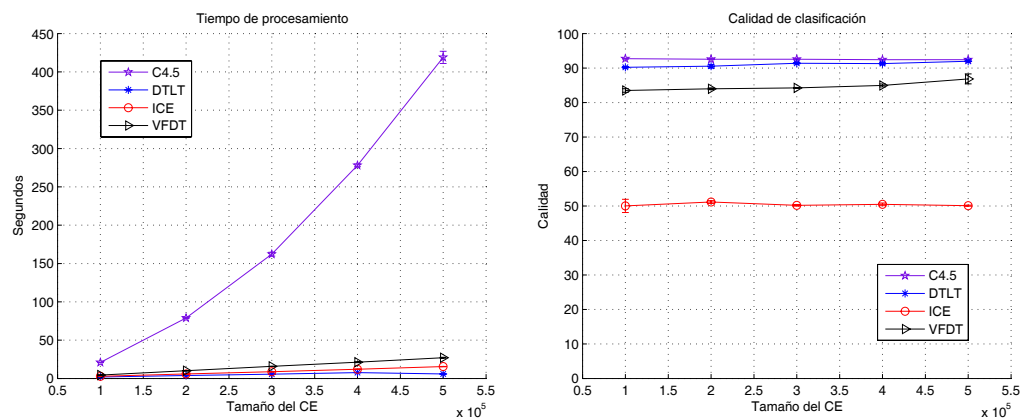 Tiempo de procesamiento
450
400
350
300
250
200
150
100
50
0
Segundos
C4.5
DTLT
ICE
VFDT
0.5 1 1.5 2 2.5 3 3.5 4 4.5 5 5.5
Tamaño del CE
x 10^5
Calidad de clasificación
100
90
80
70
60
50
40
30
20
10
0
Calidad
C4.5
DTLT
ICE
VFDT
0.5 1 1.5 2 2.5 3 3.5 4 4.5 5 5.5
Tamaño del CE
x 10^5